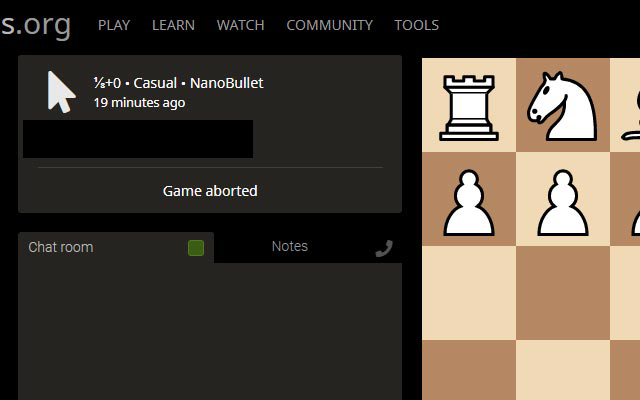 s.org
PLAY LEARN WATCH COMMUNITY TOOLS
⅛+0 • Casual • NanoBullet
19 minutes ago
Game aborted
Chat room
Notes